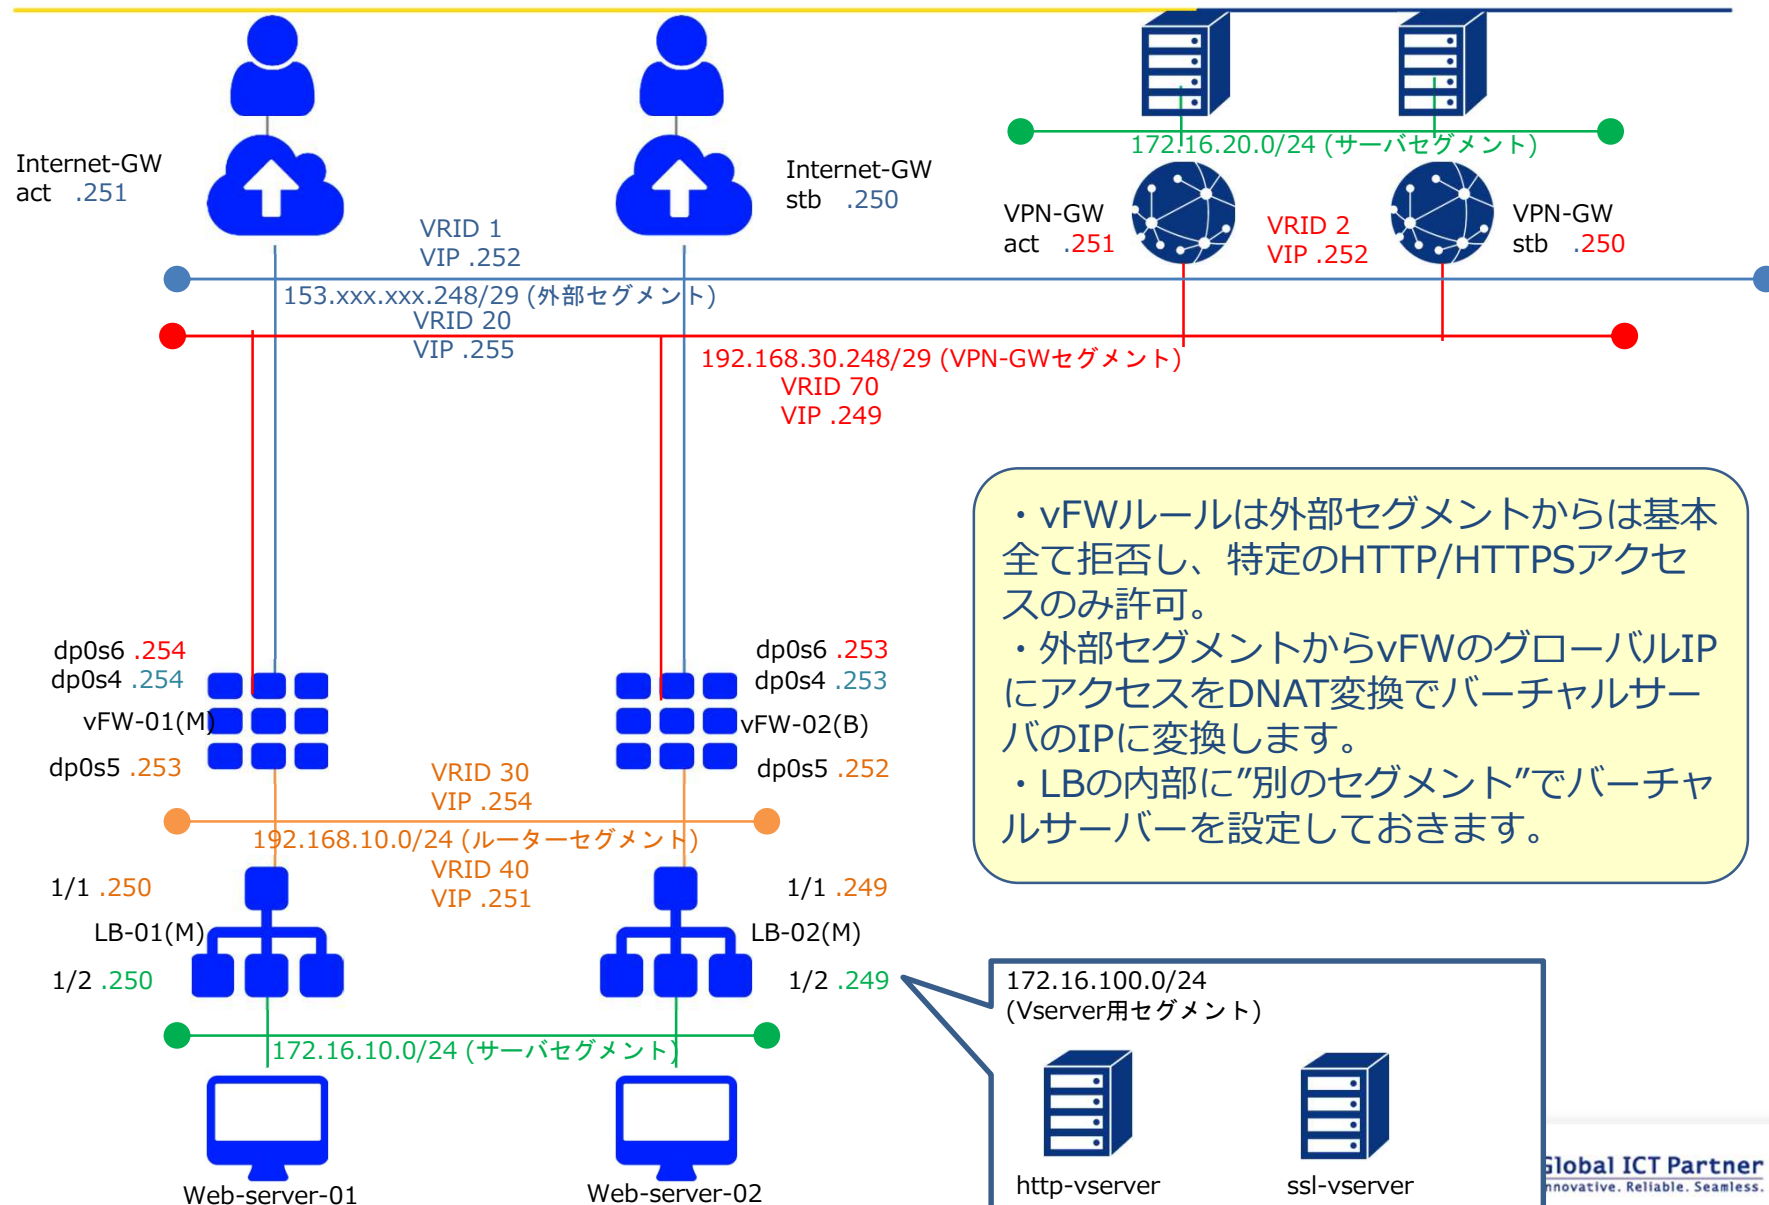 Internet-GW
act .251
Internet-GW
stb .250
172.16.20.0/24 (サーバセグメント)
VPN-GW
act .251
VRID 2
VIP .252
VPN-GW
stb .250
VRID 1
VIP .252
153.xxx.xxx.248/29 (外部セグメント)
VRID 20
VIP .255
192.168.30.248/29 (VPN-GWセグメント)
VRID 70
VIP .249
・vFWルールは外部セグメントからは基本
全て拒否し、特定のHTTP/HTTPSアクセ
スのみ許可。
・外部セグメントからvFWのグローバルIP
にアクセスをDNAT変換でバーチャルサー
バのIPに変換します。
・LBの内部に”別のセグメント”でバーチャ
ルサーバーを設定しておきます。
dp0s6 .254
dp0s4 .254
vFW-01(M)
dp0s5 .253
dp0s6 .253
dp0s4 .253
vFW-02(B)
dp0s5 .252
VRID 30
VIP .254
192.168.10.0/24 (ルーターセグメント)
VRID 40
VIP .251
1/1 .250
LB-01(M)
1/2 .250
1/1 .249
LB-02(M)
1/2 .249
172.16.10.0/24 (サーバセグメント)
172.16.100.0/24
(Vserver用セグメント)
http-vserver
ssl-vserver
Web-server-01
Web-server-02
Global ICT Partner
Innovative. Reliable. Seamless.